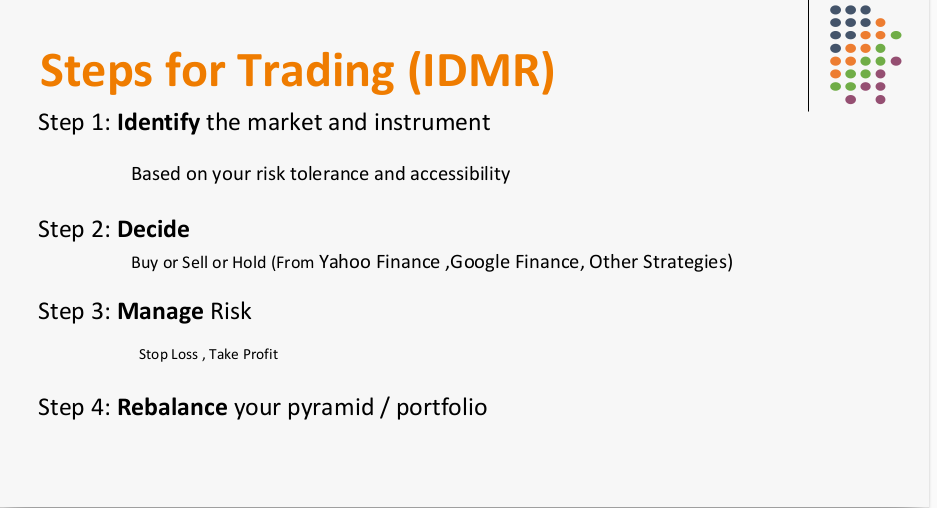 Steps for Trading (IDMR)
Step 1: Identify the market and instrument
Based on your risk tolerance and accessibility
Step 2: Decide
Buy or Sell or Hold (From Yahoo Finance ,Google Finance, Other Strategies)
Step 3: Manage Risk
Stop Loss , Take Profit
Step 4: Rebalance your pyramid / portfolio